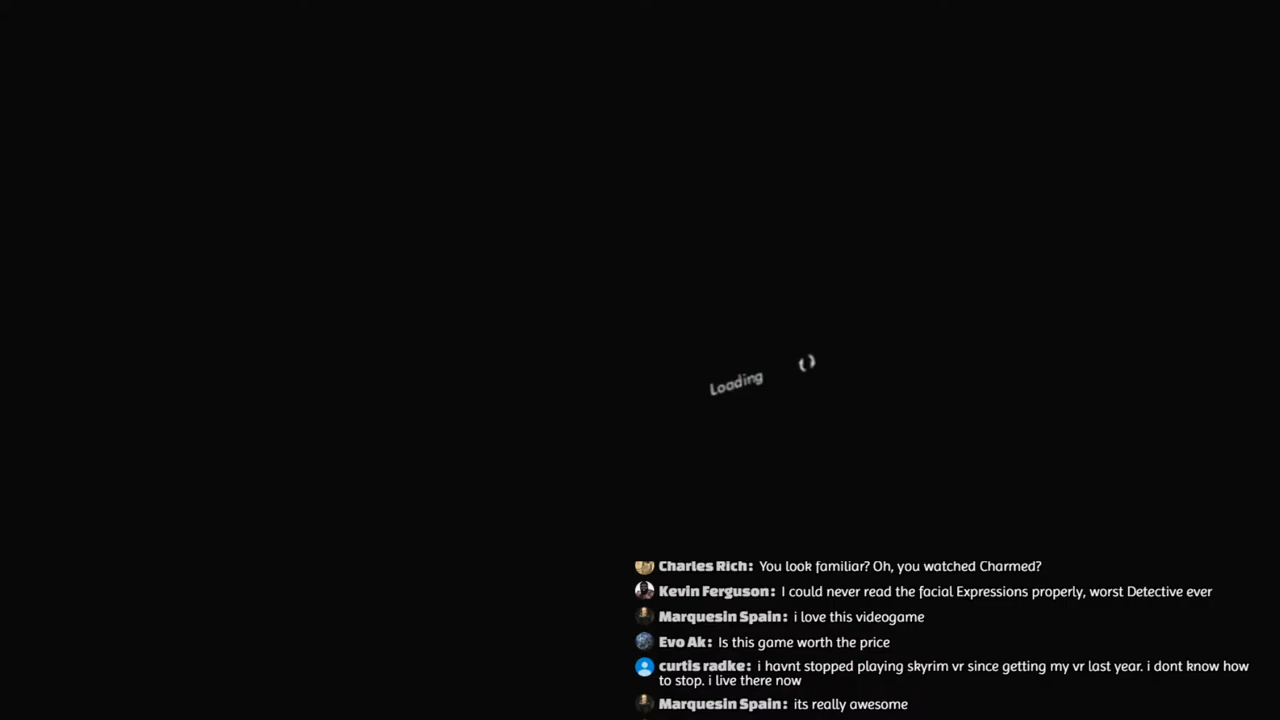 Loading
Charles Rich: You look familiar? Oh, you watched Charmed?
Kevin Ferguson: I could never read the facial Expressions properly, worst Detective ever
Marquesin Spain: i love this videogame
Evo Ak: Is this game worth the price
curtis radke: i havnt stopped playing skyrim vr since getting my vr last year. i dont know how
to stop. i live there now
Marquesin Spain: its really awesome